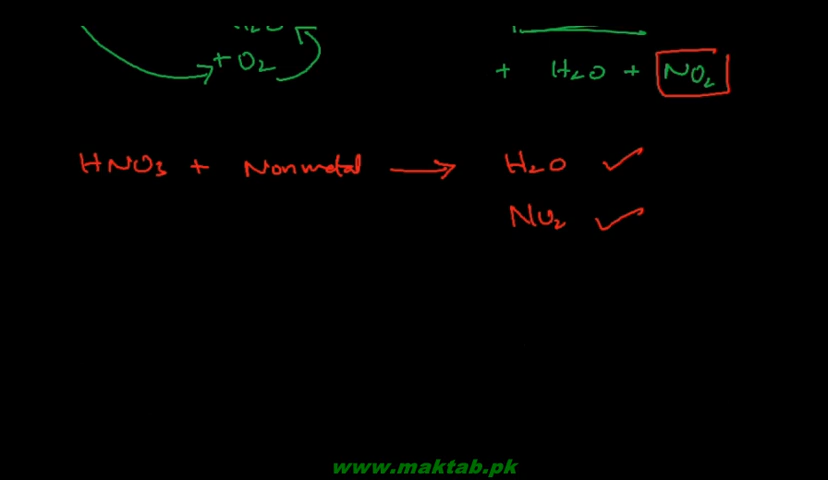 + O₂
+ H₂O + NO₂
HNO₃ + Nonmetal → H₂O ✓
NO₂ ✓
www.maktab.pk